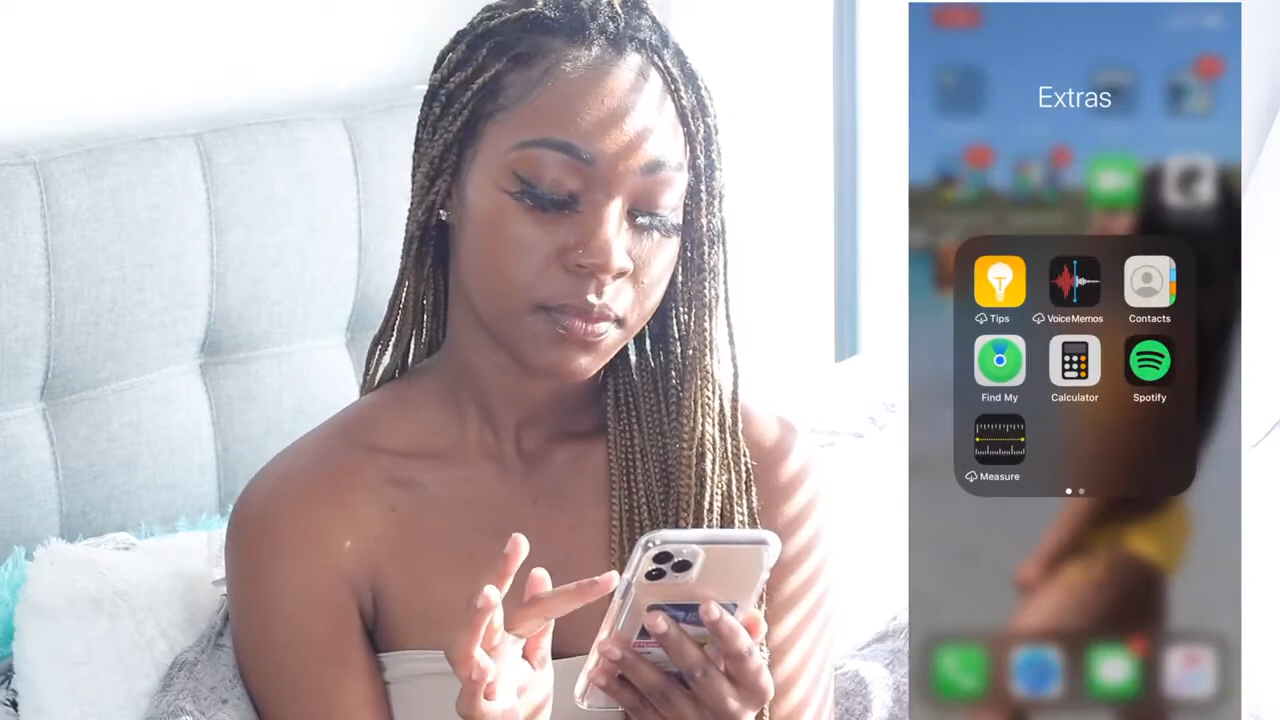 Extras
Tips
Voice Memos
Contacts
Find My
Calculator
Spotify
Measure